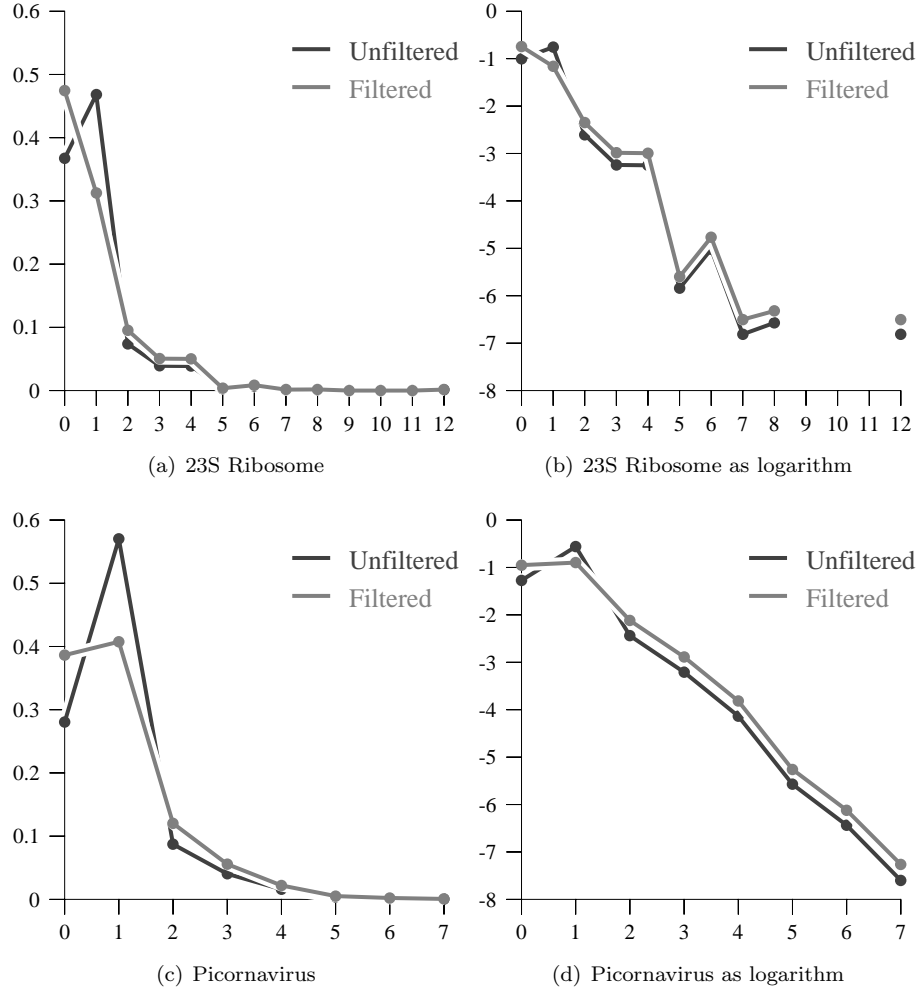 0.6
0.5
0.4
0.3
0.2
0.1
0
0 1 2 3 4 5 6 7 8 9 10 11 12
Unfiltered
Filtered
(a) 23S Ribosome
-0
-1
-2
-3
-4
-5
-6
-7
-8
0 1 2 3 4 5 6 7 8 9 10 11 12
Unfiltered
Filtered
(b) 23S Ribosome as logarithm
0.6
0.5
0.4
0.3
0.2
0.1
0
0 1 2 3 4 5 6 7
Unfiltered
Filtered
(c) Picornavirus
-0
-1
-2
-3
-4
-5
-6
-7
-8
0 1 2 3 4 5 6 7
Unfiltered
Filtered
(d) Picornavirus as logarithm